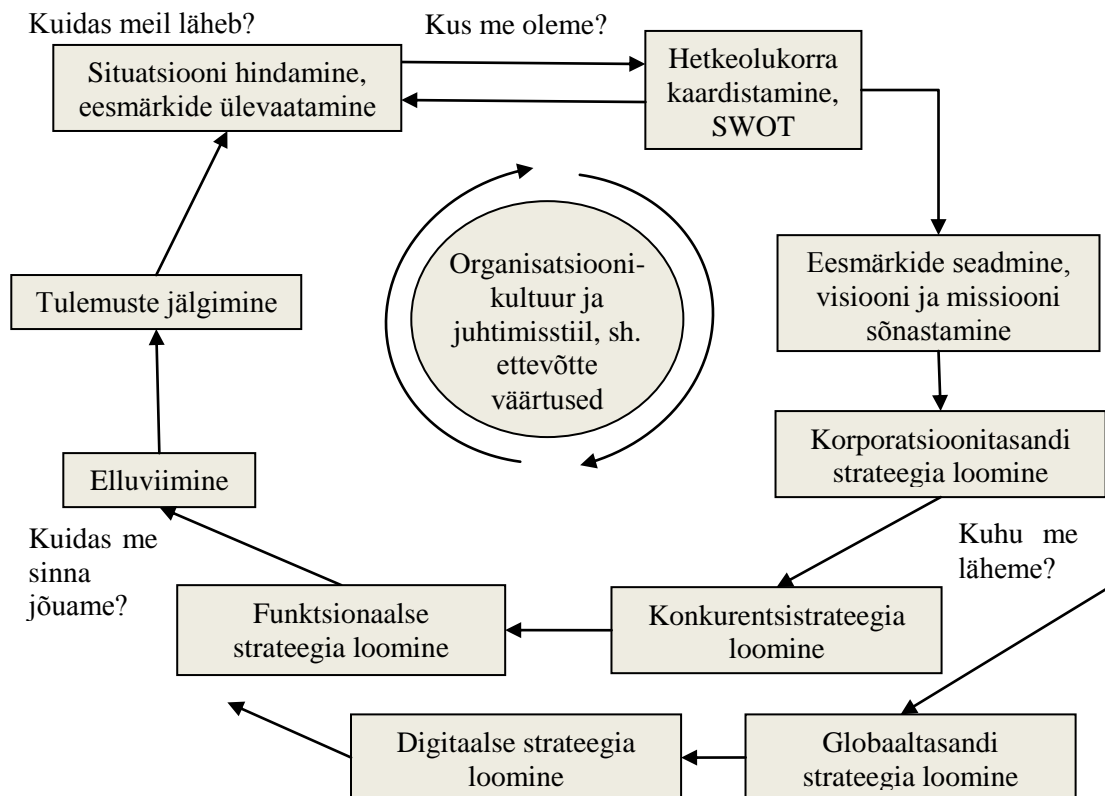 Kuidas meil läheb?
Kus me oleme?
Situatsiooni hindamine,
eesmärkide ülevaatamine
Hetkeolukorra
kaardistamine,
SWOT
Organisatsiooni-
kultuur ja
juhtimisstiil, sh.
ettevõtte
väärtused
Eesmärkide seadmine,
visiooni ja missiooni
sõnastamine
Tulemuste jälgimine
Korporatsioonitasandi
strateegia loomine
Elluviimine
Kuidas me
sinna
jõuame?
Kuhu me
läheme?
Funktsionaalse
strateegia loomine
Konkurentsistrateegia
loomine
Digitaalse strateegia
loomine
Globaaltasandi
strateegia loomine